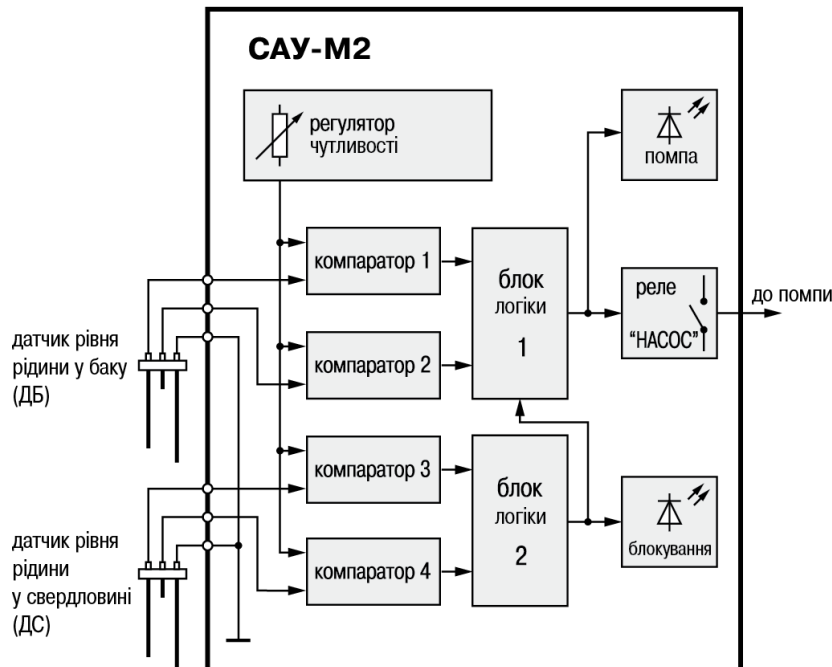 САУ-М2
регулятор
чутливості
помпа
компаратор 1
блок
логіки
1
реле
“НАСОС”
до помпи
датчик рівня
рідини у баку
(ДБ)
компаратор 2
компаратор 3
блок
логіки
2
блокування
датчик рівня
рідини
у свердловині
(ДС)
компаратор 4